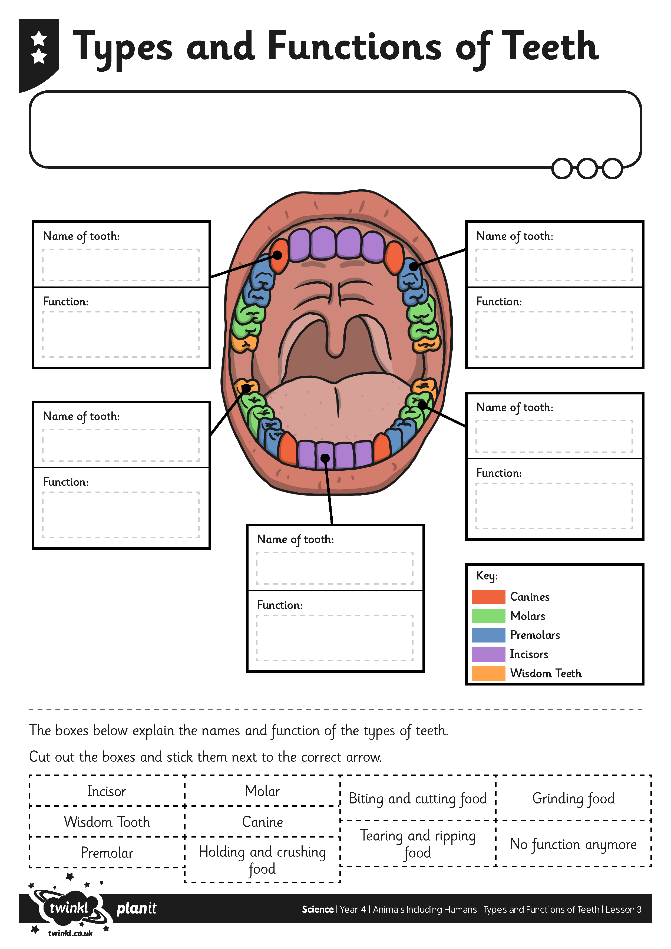 Types and Functions of Teeth
Name of tooth:
Function:
Name of tooth:
Function:
Name of tooth:
Function:
Name of tooth:
Function:
Name of tooth:
Function:
Key:
Canines
Molars
Premolars
Incisors
Wisdom Teeth
The boxes below explain the names and function of the types of teeth.
Cut out the boxes and stick them next to the correct arrow.
Incisor
Molar
Biting and cutting food
Grinding food
Wisdom Tooth
Canine
Tearing and ripping
food
No function anymore
Premolar
Holding and crushing
food
twinkl planit
twinkl.co.uk
Science | Year 4 | Animals Including Humans | Types and Functions of Teeth | Lesson 3